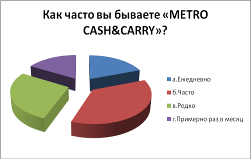 Как часто вы бываете «METRO
CASH&CARRY»?
а.Ежедневно
б.Часто
в.Редко
г.Примерно раз в месяц